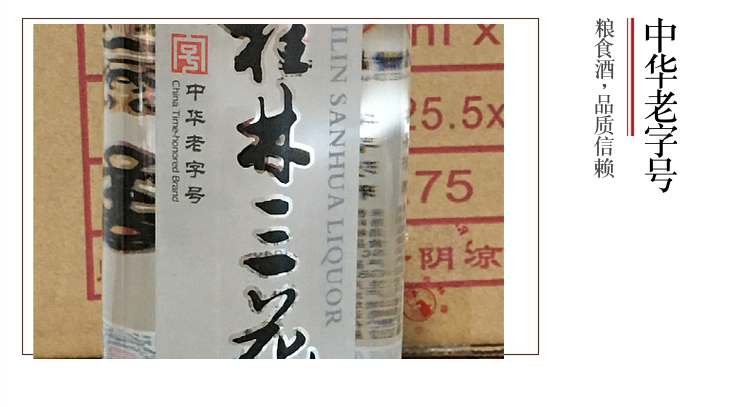 中华老字号
粮食酒，品质信赖
中华老字号
China Time-honored Brand
桂林三花
ILIN SANHUA LIQUOR
25.5x
75
阴凉